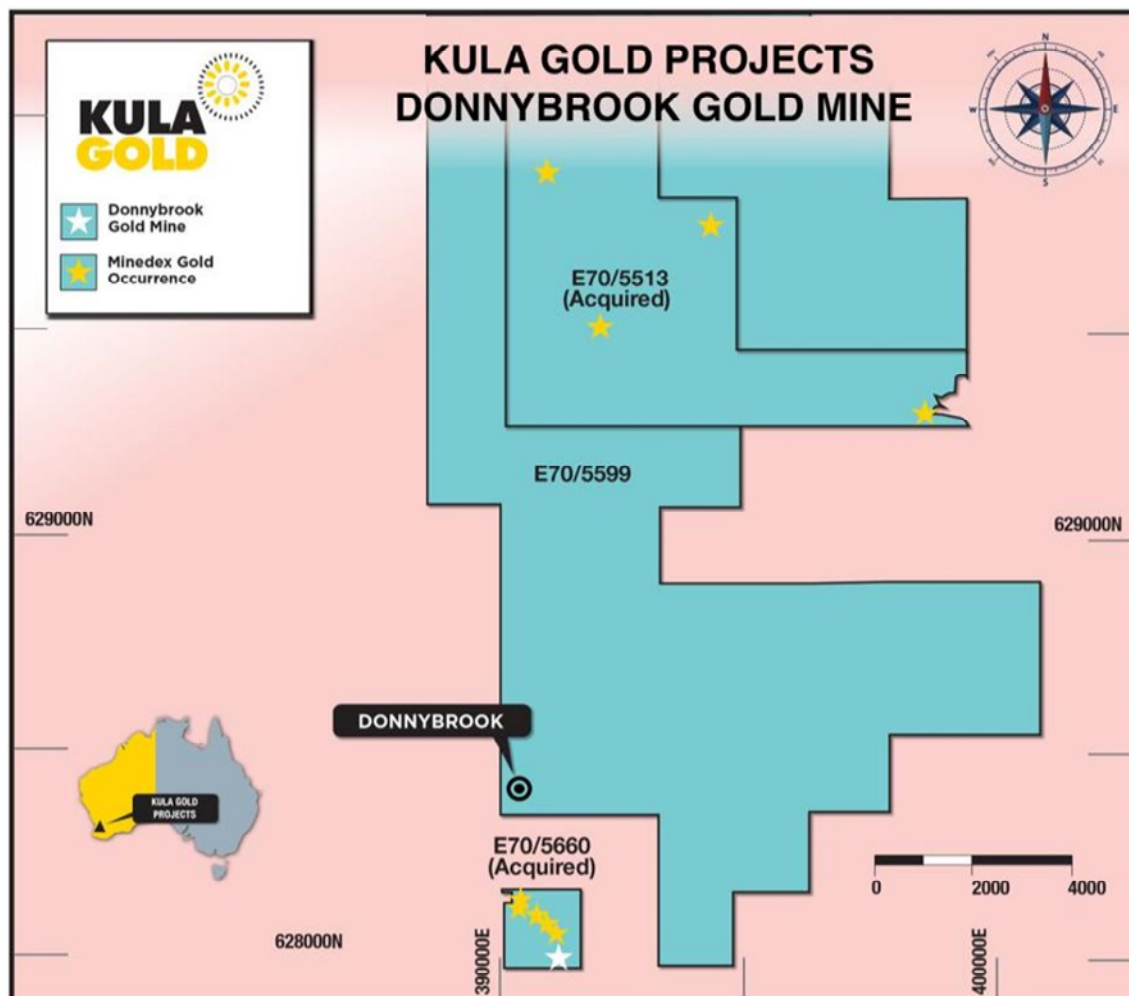 KULA GOLD PROJECTS
DONNYBROOK GOLD MINE
KULA
GOLD
Donnybrook
Gold Mine
Minedex Gold
Occurrence
N
W
E
S
E70/5513
(Acquired)
E70/5599
629000N
629000N
DONNYBROOK
KULA GOLD
PROJECTS
E70/5660
(Acquired)
0
2000
4000
628000N
390000E
400000E